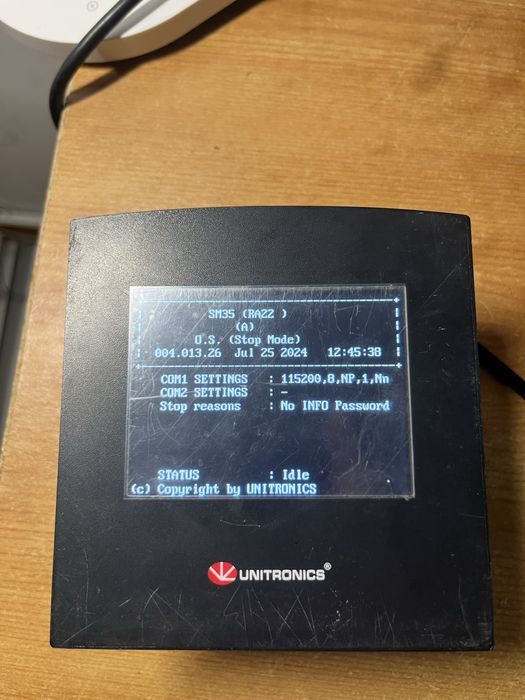 SM35 (RA22 )
(A)
O.S. (Stop Mode)
004.013.26 Jul 25 2024 12:45:38
COM1 SETTINGS : 115200,8,NP,1,Nn
COM2 SETTINGS : -
Stop reasons : No INFO Password
STATUS : Idle
(c) Copyright by UNITRONICS
UNITRONICS®